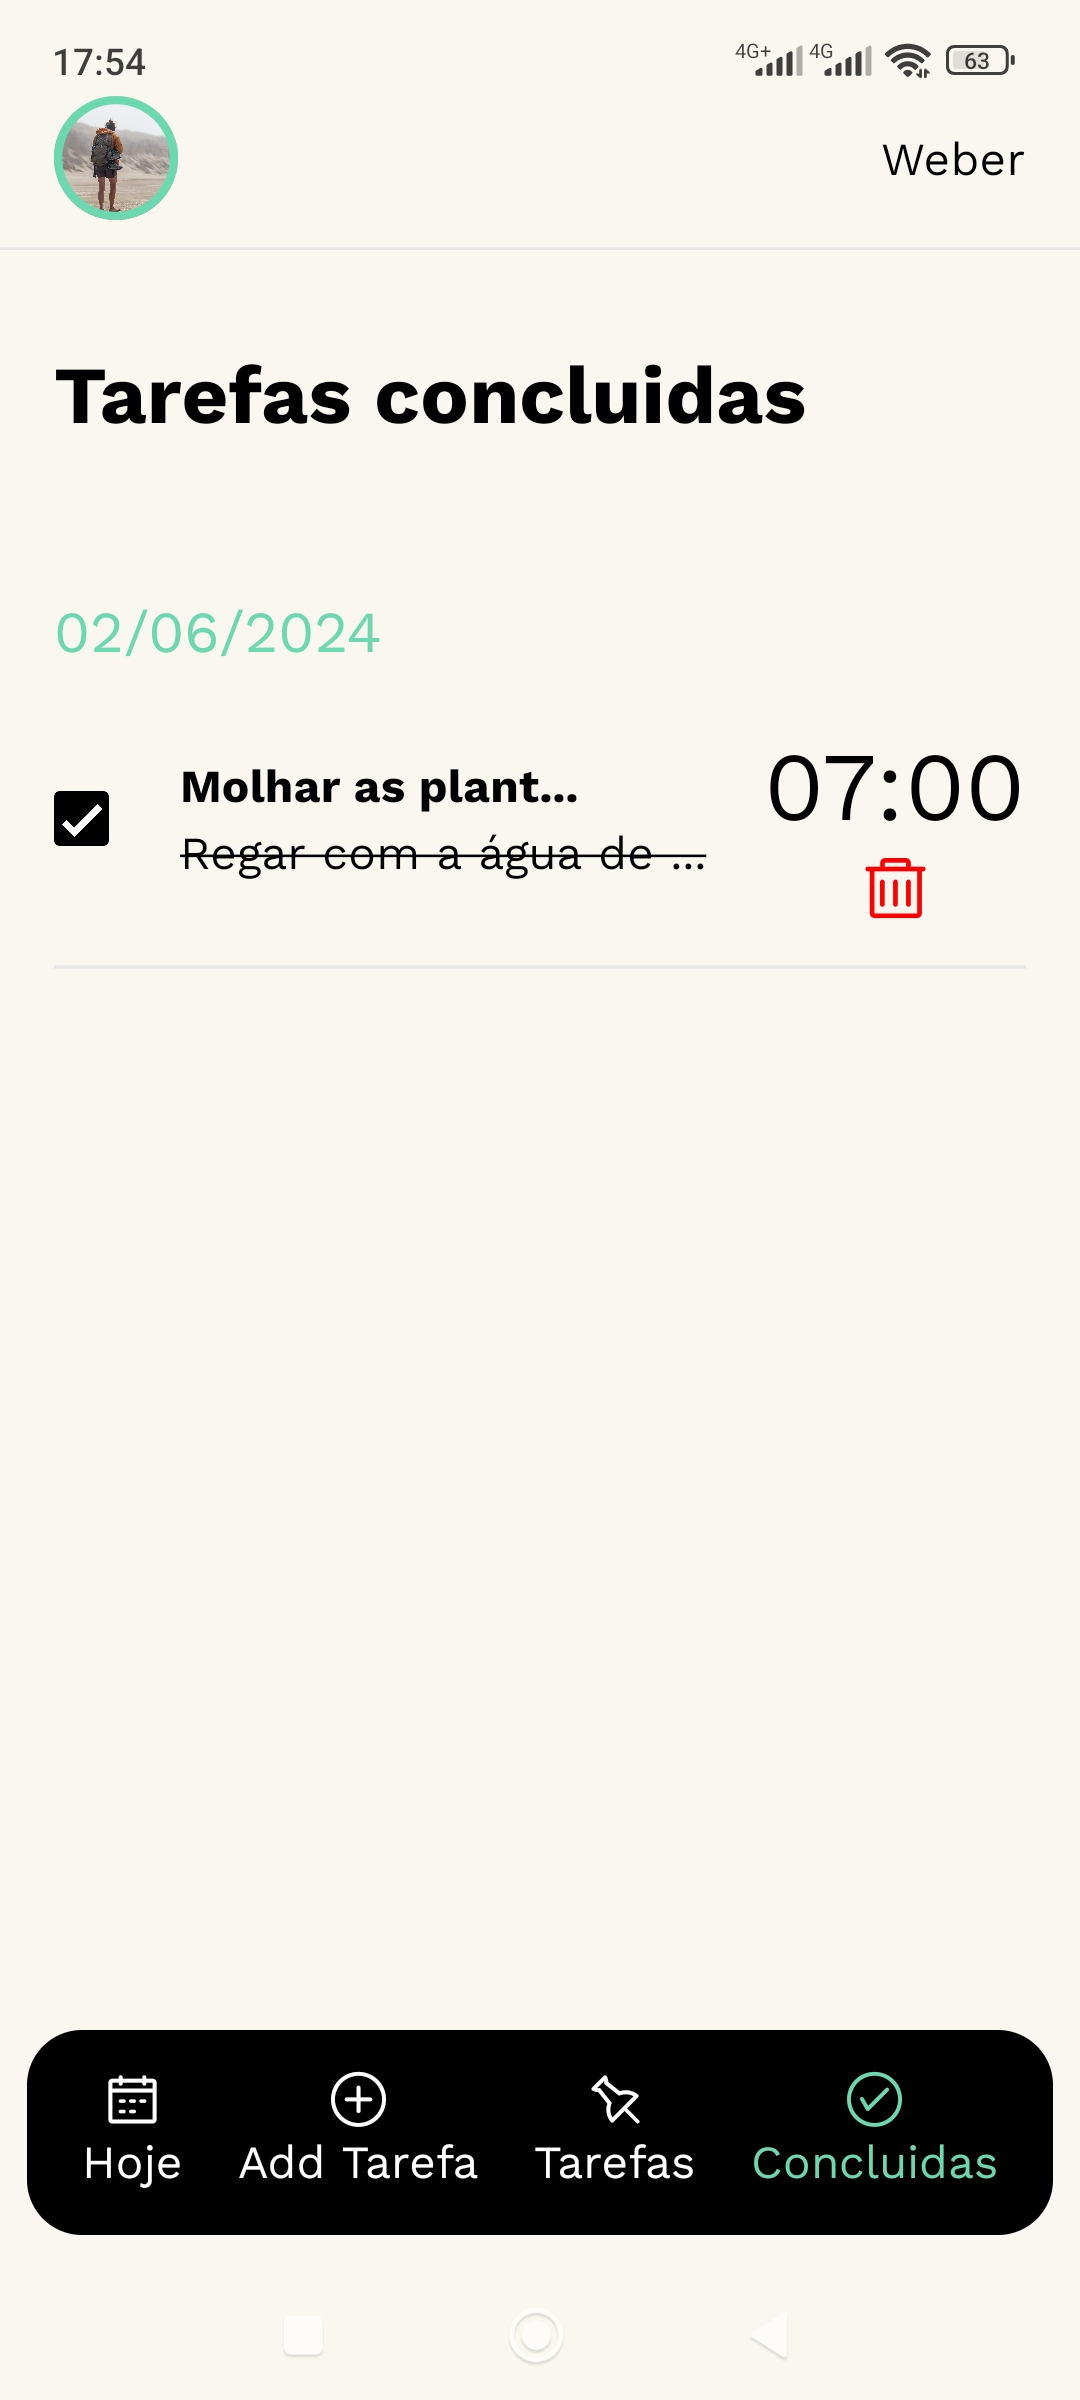 17:54
4G+ 4G 63
Weber
Tarefas concluidas
02/06/2024
Molhar as plant...
07:00
Regar com a água de ...
Hoje
Add Tarefa
Tarefas
Concluidas